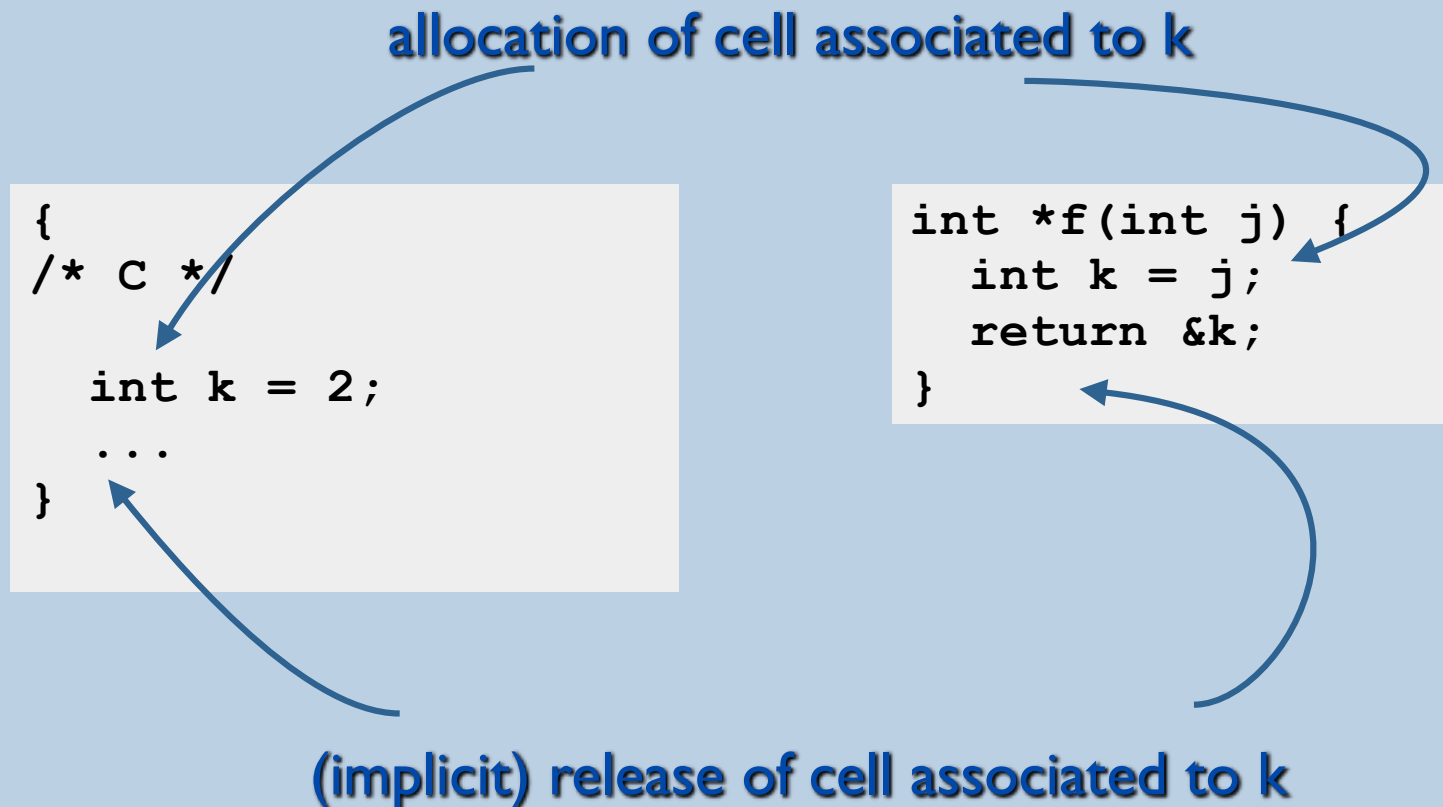 allocation of cell associated to k
{
/* C */
int k = 2;
...
}
int *f(int j) {
int k = j;
return &k;
}
(implicit) release of cell associated to k